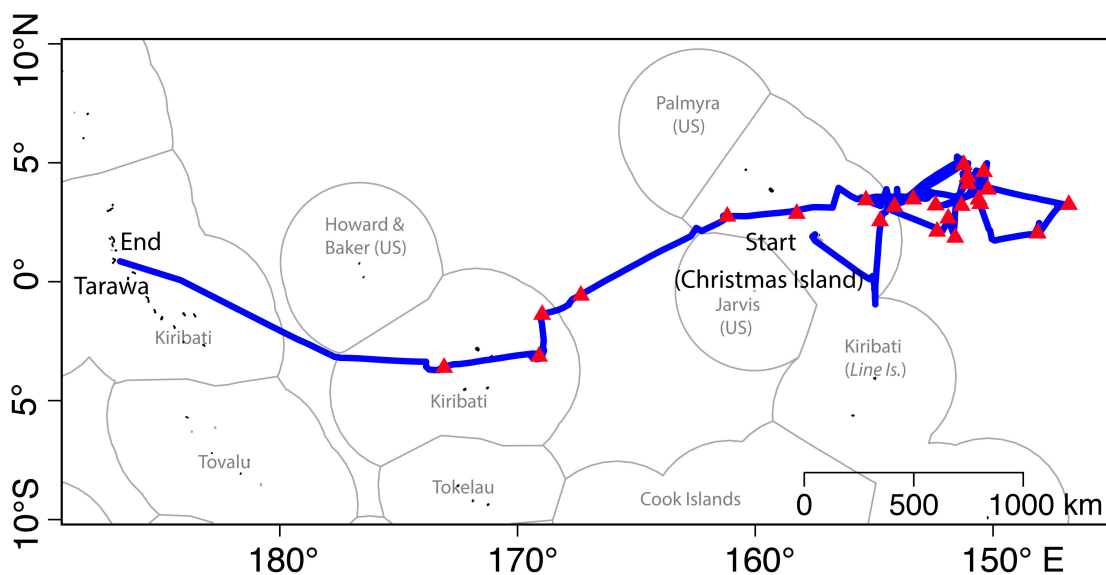 10°N
5°
0°
5°
10°S
Palmyra
(US)
Howard &
Baker (US)
End
Tarawa
Kiribati
Start
(Christmas Island)
Jarvis
(US)
Kiribati
(Line Is.)
Kiribati
Tovalu
Tokelau
Cook Islands
0 500 1000 km
180° 170° 160° 150° E